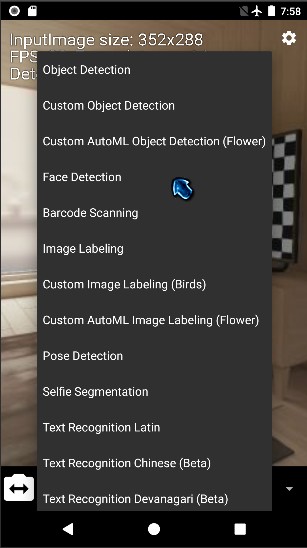 7:58
InputImage size: 352x288
FPS
Det
Object Detection
Custom Object Detection
Custom AutoML Object Detection (Flower)
Face Detection
Barcode Scanning
Image Labeling
Custom Image Labeling (Birds)
Custom AutoML Image Labeling (Flower)
Pose Detection
Selfie Segmentation
Text Recognition Latin
Text Recognition Chinese (Beta)
Text Recognition Devanagari (Beta)